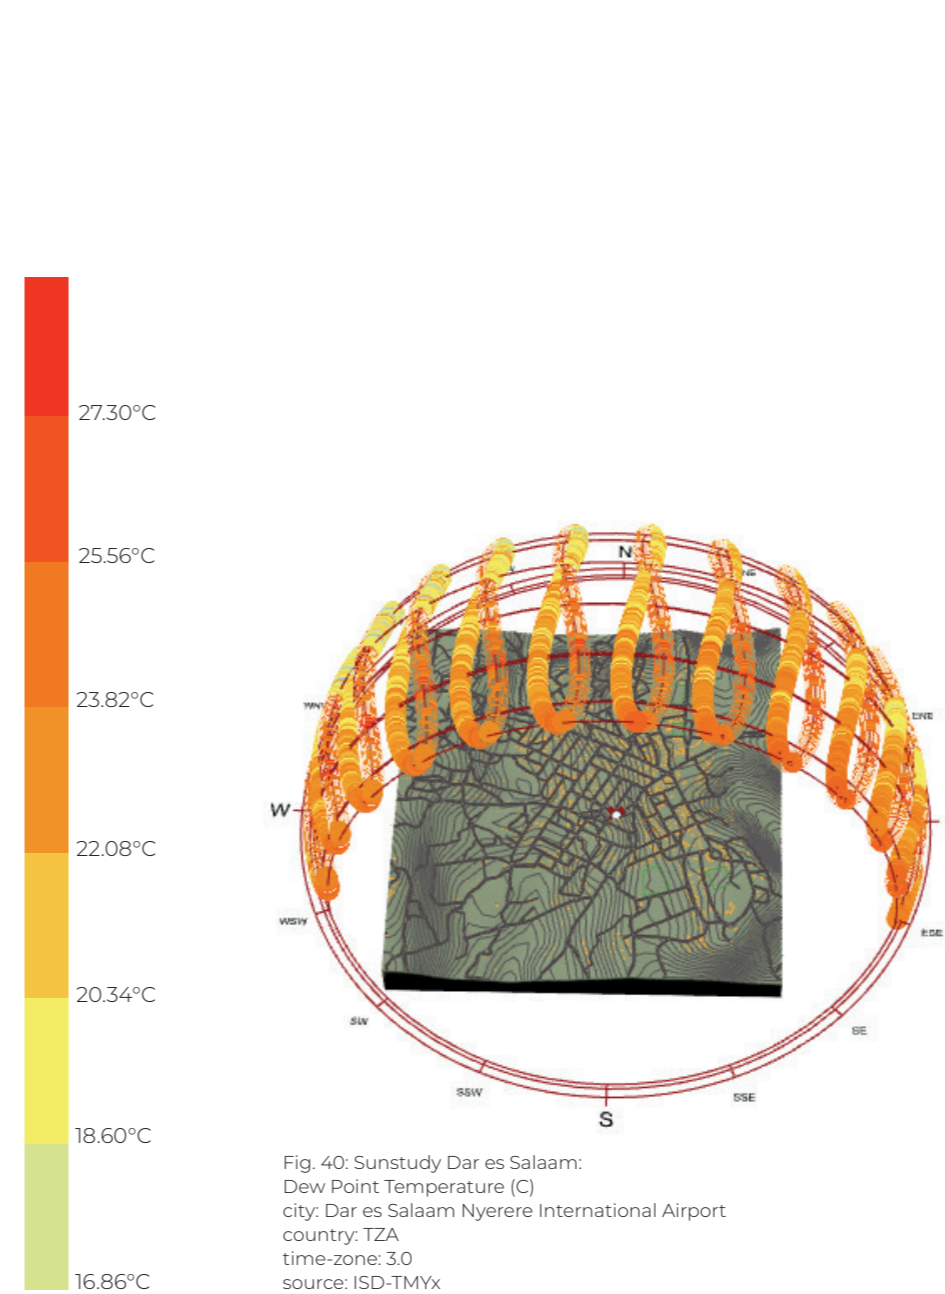 27.30°C
25.56°C
23.82°C
22.08°C
20.34°C
18.60°C
16.86°C
N
NE
ENE
W
WSW
ESE
SW
SE
SSW
SSE
S
Fig. 40: Sunstudy Dar es Salaam:
Dew Point Temperature (C)
city: Dar es Salaam Nyerere International Airport
country: TZA
time-zone: 3.0
source: ISD-TMYx